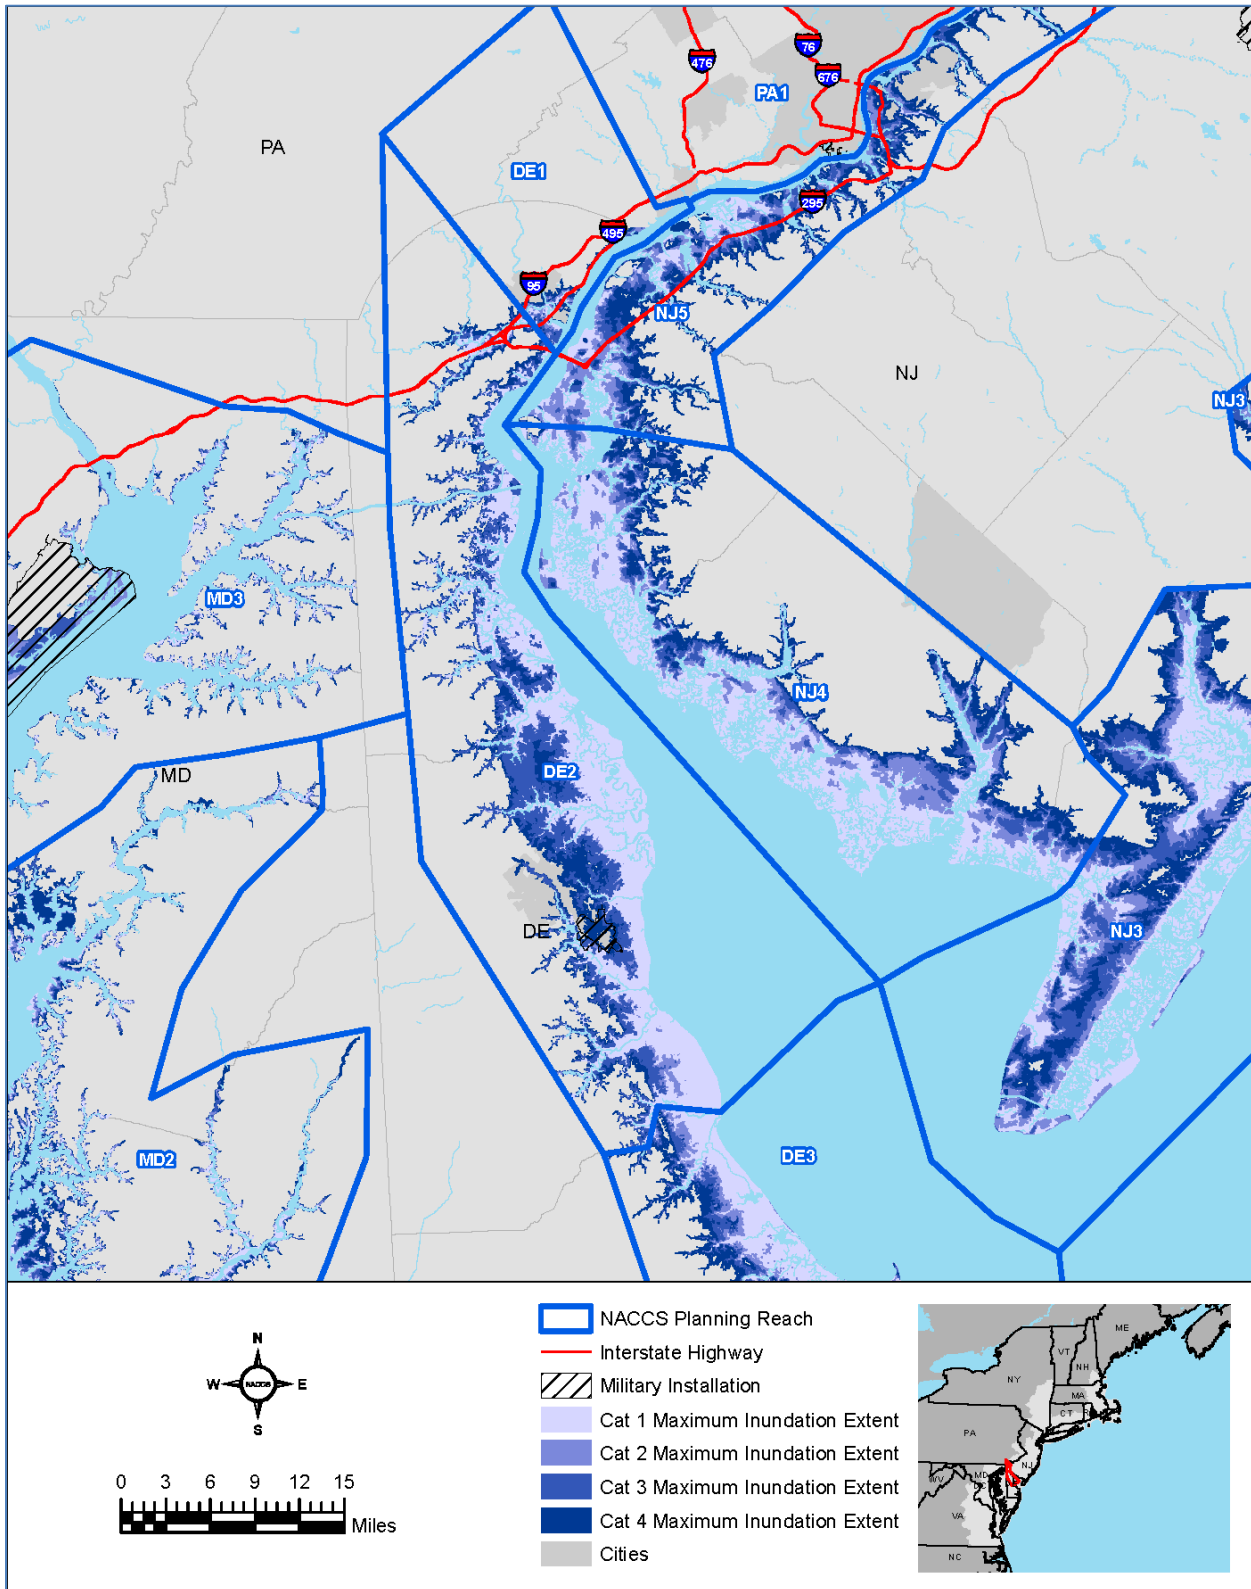 476
76
676
PA1
PA
DE1
295
495
95
NJ5
NJ
NJ3
MD3
NJ4
MD
DE2
DE
NJ3
MD2
DE3
N
W NACCS E
S
0 3 6 9 12 15
Miles
NACCS Planning Reach
Interstate Highway
Military Installation
Cat 1 Maximum Inundation Extent
Cat 2 Maximum Inundation Extent
Cat 3 Maximum Inundation Extent
Cat 4 Maximum Inundation Extent
Cities
ME
VT
NH
NY
MA
CT
PA
NJ
MD
WV
VA
NC